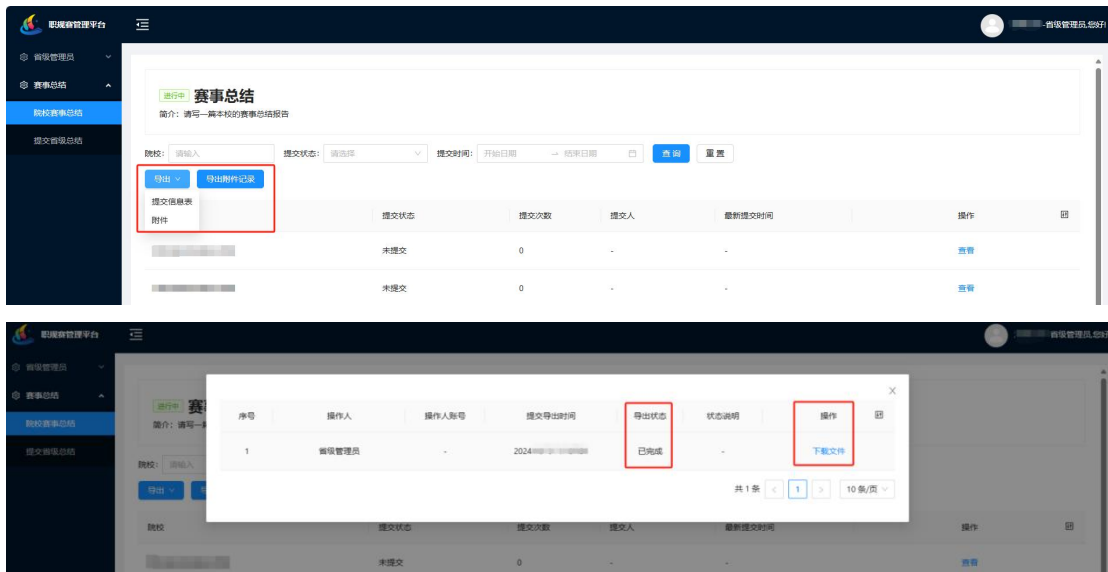 职规赛管理平台
-省级管理员,您好!
省级管理员
赛事总结
院校赛事总结
提交省级总结
进行中 赛事总结
简介：请写一篇本校的赛事总结报告
院校: 请输入 提交状态: 请选择 提交时间: 开始日期 → 结束日期 查询 重置
导出 导出附件记录
提交信息表
附件
提交状态 提交次数 提交人 最新提交时间 操作
未提交 0 - - 查看
未提交 0 - - 查看
职规赛管理平台
省级管理员,您好
省级管理员
赛事总结
院校赛事总结
提交省级总结
进行中 赛
简介：请写一
院校: 请输入
导出
序号 操作人 操作人账号 提交导出时间 导出状态 状态说明 操作
1 省级管理员 - 2024 已完成 - 下载文件
共 1 条 < 1 > 10 条/页
院校 提交状态 提交次数 提交人 最新提交时间 操作
未提交 0 - - 查看